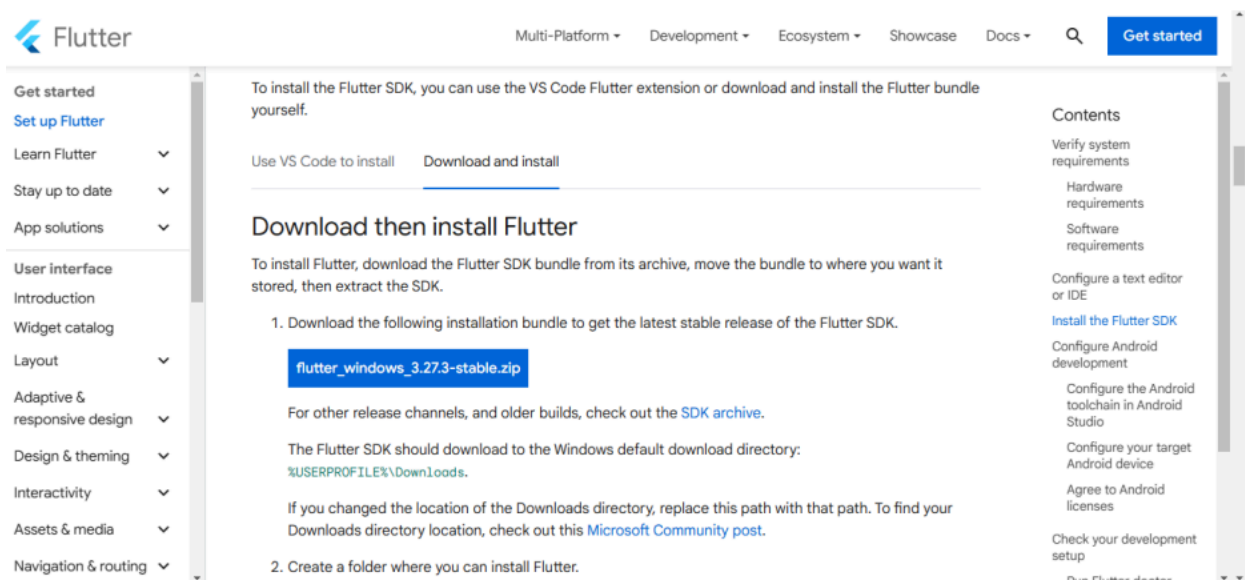 Flutter
Multi-Platform
Development
Ecosystem
Showcase
Docs
Get started
Get started
Set up Flutter
Learn Flutter
Stay up to date
App solutions
User interface
Introduction
Widget catalog
Layout
Adaptive &
responsive design
Design & theming
Interactivity
Assets & media
Navigation & routing
To install the Flutter SDK, you can use the VS Code Flutter extension or download and install the Flutter bundle
yourself.
Use VS Code to install
Download and install
Download then install Flutter
To install Flutter, download the Flutter SDK bundle from its archive, move the bundle to where you want it
stored, then extract the SDK.
1. Download the following installation bundle to get the latest stable release of the Flutter SDK.
flutter_windows_3.27.3-stable.zip
For other release channels, and older builds, check out the SDK archive.
The Flutter SDK should download to the Windows default download directory:
%USERPROFILE%\Downloads.
If you changed the location of the Downloads directory, replace this path with that path. To find your
Downloads directory location, check out this Microsoft Community post.
2. Create a folder where you can install Flutter.
Contents
Verify system
requirements
Hardware
requirements
Software
requirements
Configure a text editor
or IDE
Install the Flutter SDK
Configure Android
development
Configure the Android
toolchain in Android
Studio
Configure your target
Android device
Agree to Android
licenses
Check your development
setup
Run Flutter doctor